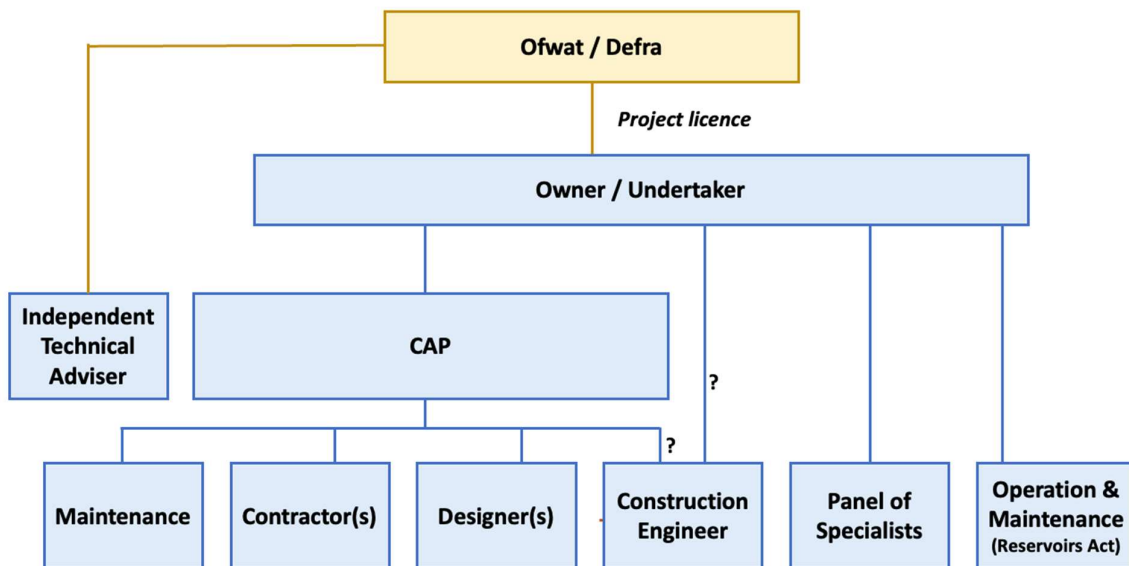 Ofwat / Defra
Project licence
Owner / Undertaker
Independent
Technical
Adviser
CAP
?
?
Maintenance
Contractor(s)
Designer(s)
Construction
Engineer
Panel of
Specialists
Operation &
Maintenance
(Reservoirs Act)